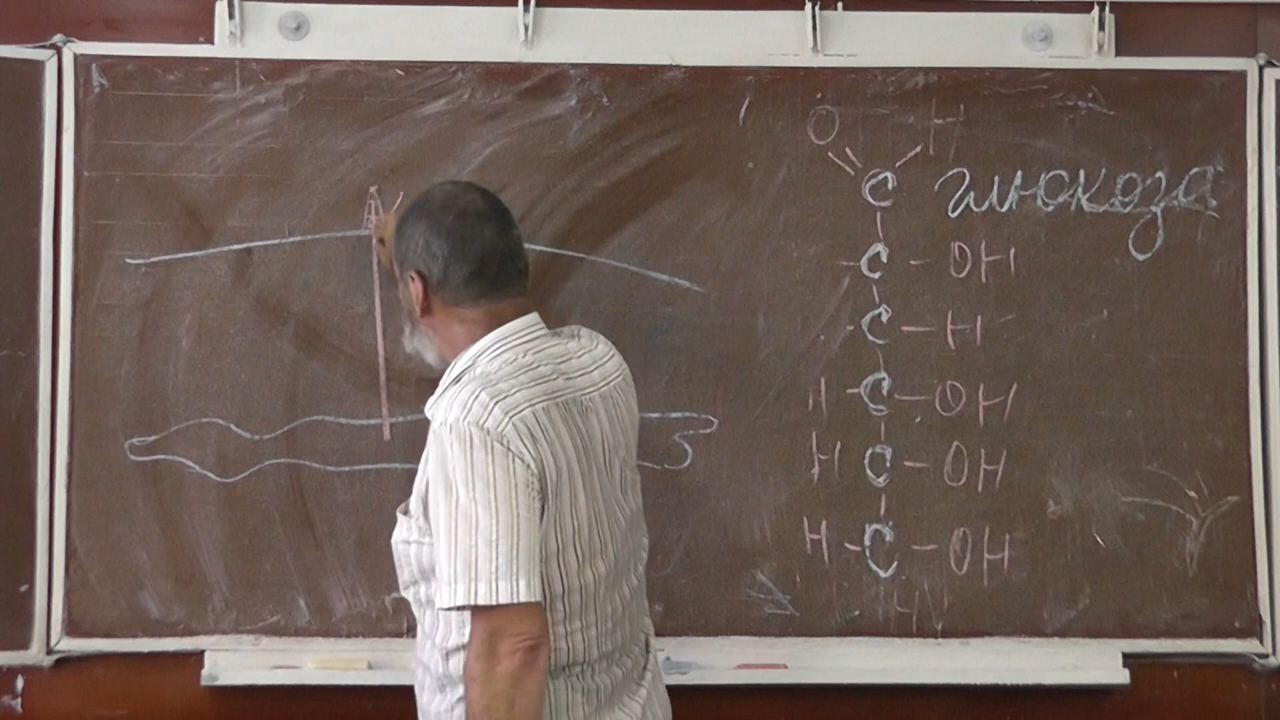 O H
C глюкоза
- C - OH
- C - H
H - C - OH
H C - OH
H - C - OH
H